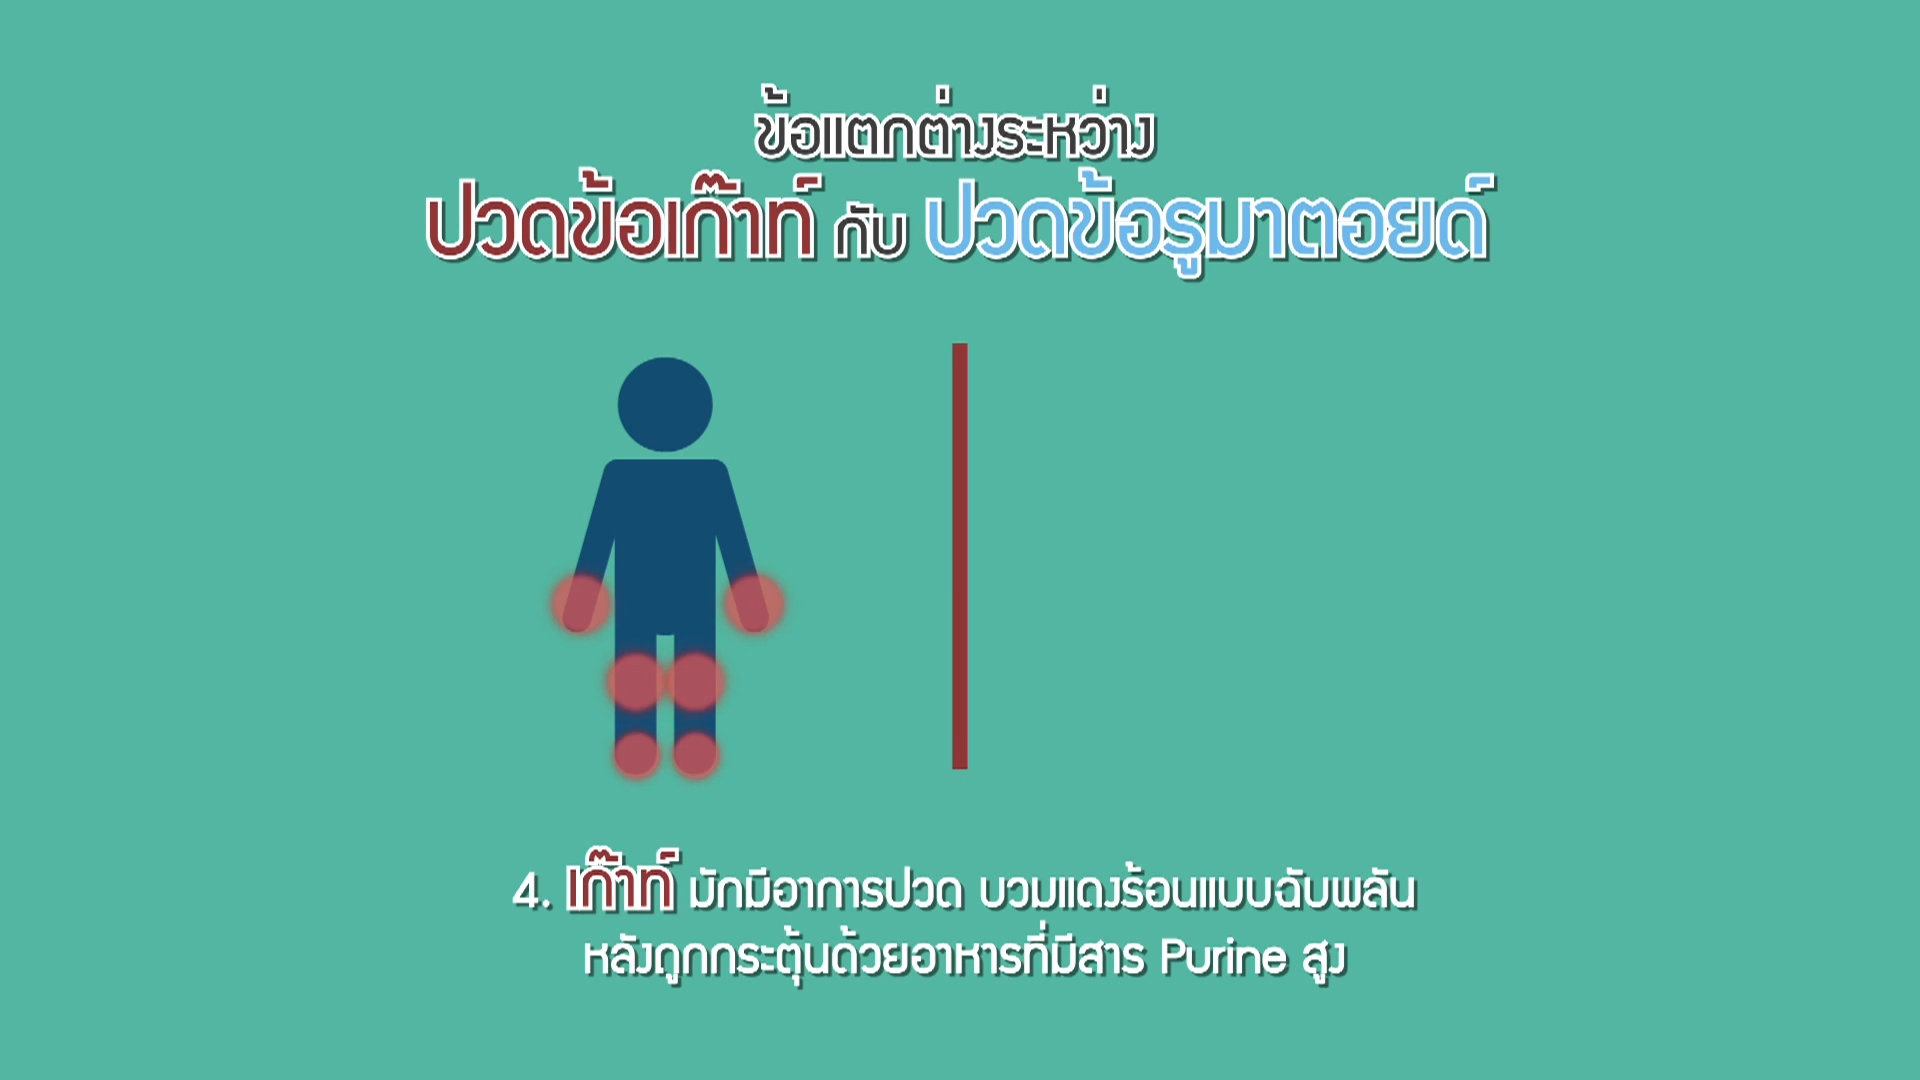 ข้อแตกต่างระหว่าง
ปวดข้อเก๊าท์ กับ ปวดข้อรูมาตอยด์
4. เก๊าท์ มักมีอาการปวด บวมแดงร้อนแบบฉับพลัน
หลังถูกกระตุ้นด้วยอาหารที่มีสาร Purine สูง